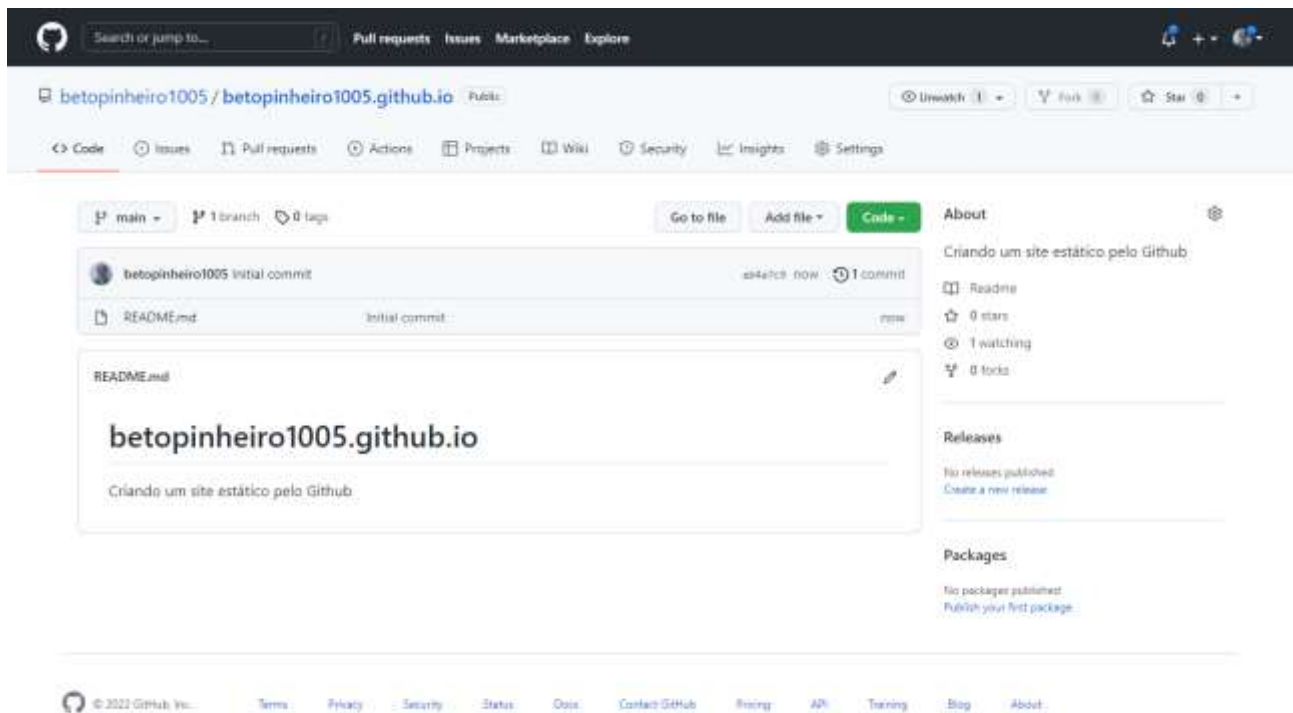 Search or jump to... /
Pull requests Issues Marketplace Explore
betopinheiro1005 / betopinheiro1005.github.io Public
Unwatch 1 Fork 0 Star 0
Code Issues Pull requests Actions Projects Wiki Security Insights Settings
main 1 branch 0 tags
Go to file Add file Code
betopinheiro1005 Initial commit
now 1 commit
README.md Initial commit now
README.md
betopinheiro1005.github.io
Criando um site estático pelo Github
About
Criando um site estático pelo Github
Readme
0 stars
1 watching
0 forks
Releases
No releases published
Create a new release
Packages
No packages published
Publish your first package
© 2022 GitHub, Inc. Terms Privacy Security Status Docs Contact GitHub Pricing API Training Blog About